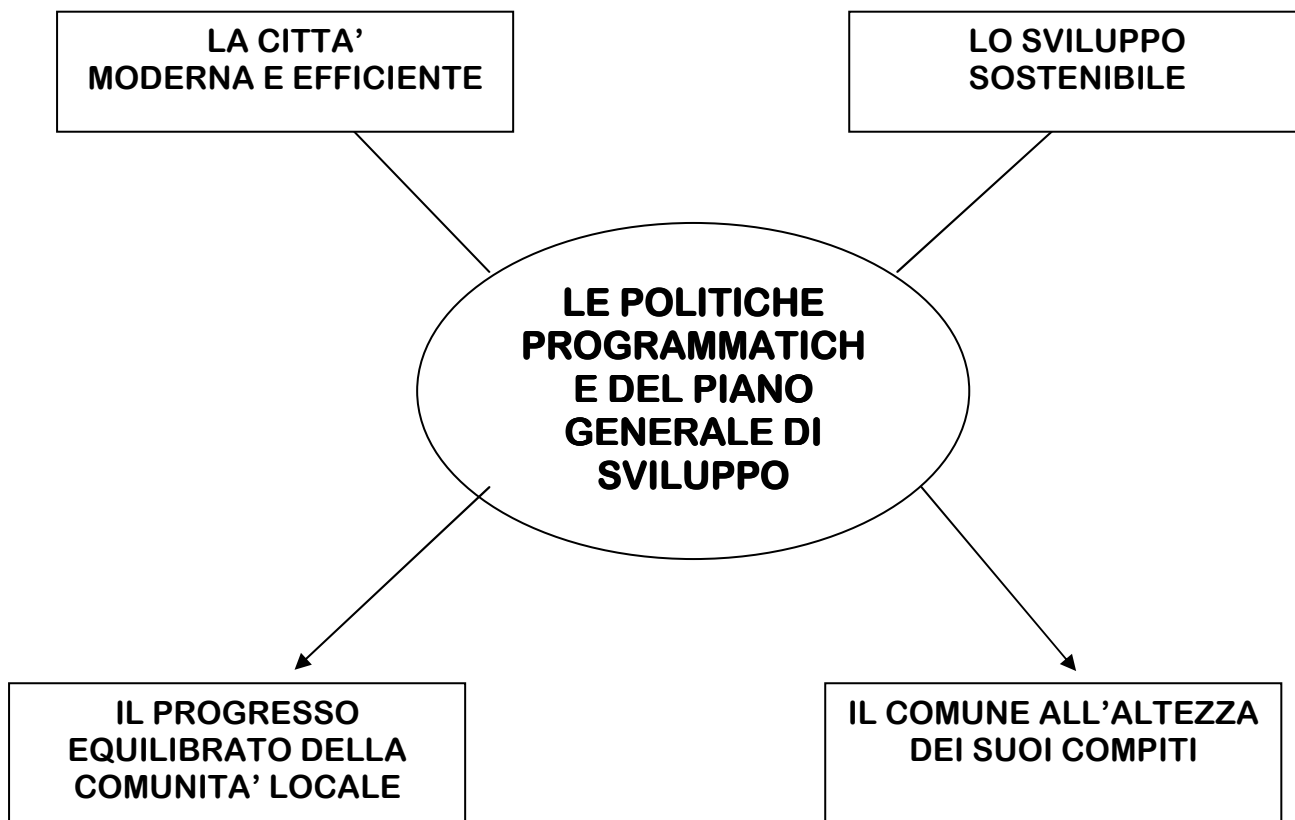 LA CITTA’
MODERNA E EFFICIENTE
LO SVILUPPO
SOSTENIBILE
LE POLITICHE
PROGRAMMATICH
E DEL PIANO
GENERALE DI
SVILUPPO
IL PROGRESSO
EQUILIBRATO DELLA
COMUNITA’ LOCALE
IL COMUNE ALL’ALTEZZA
DEI SUOI COMPITI